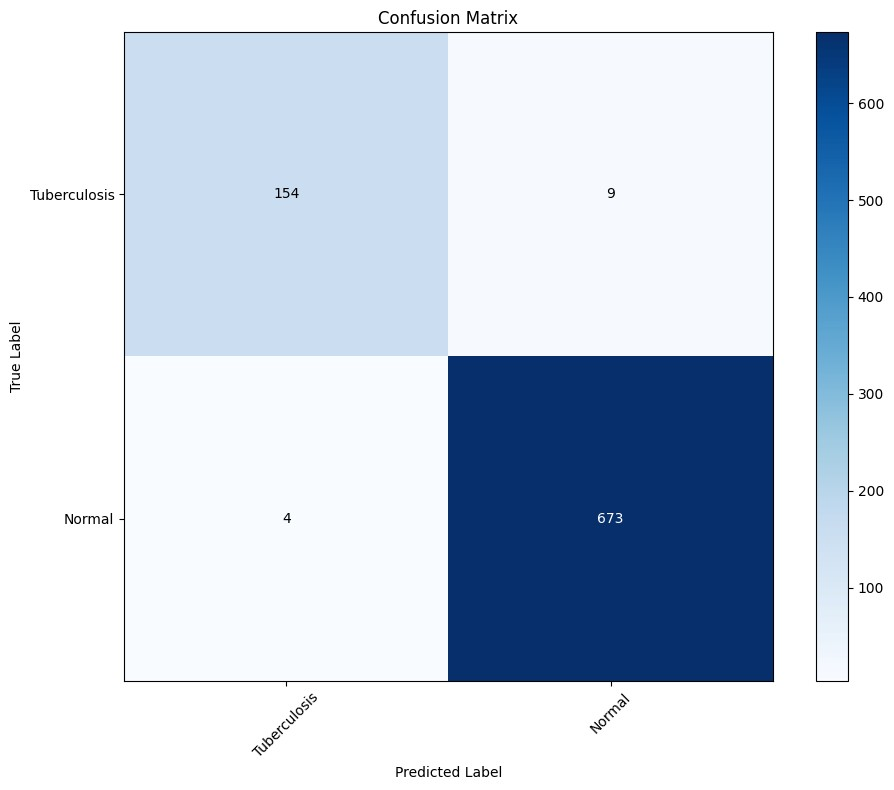 Confusion Matrix
True Label
Tuberculosis
154
9
Normal
4
673
Tuberculosis
Normal
Predicted Label
600
500
400
300
200
100